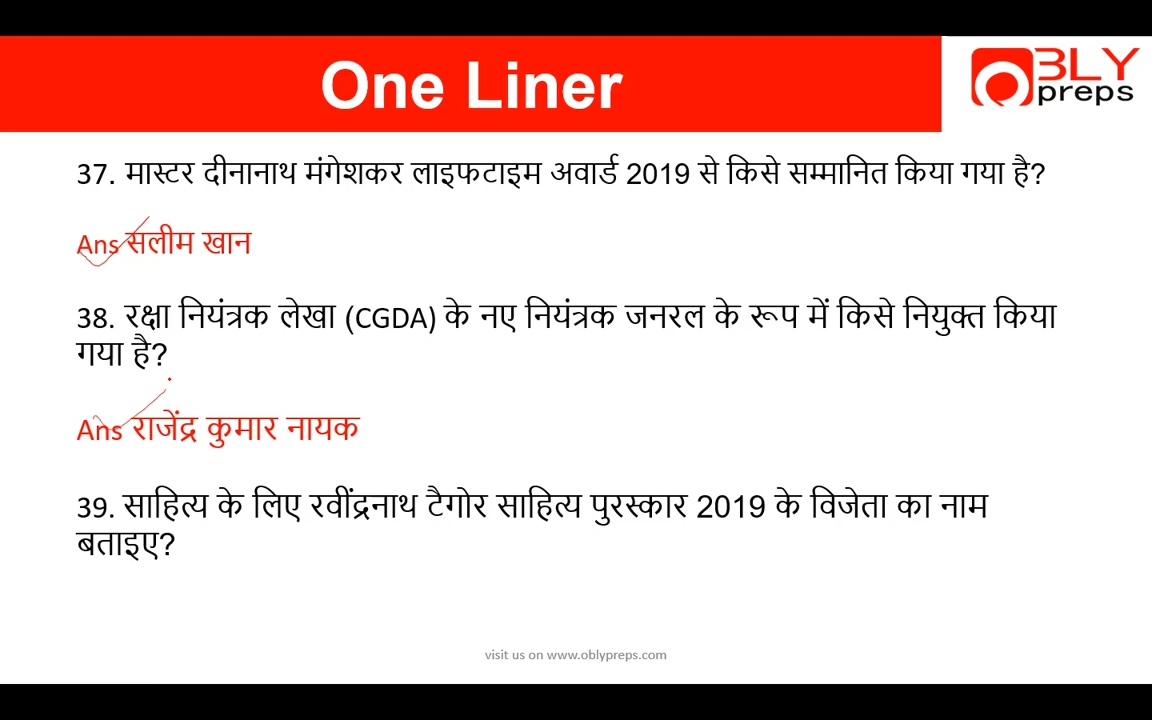 One Liner
BLY
preps
37. मास्टर दीनानाथ मंगेशकर लाइफटाइम अवार्ड 2019 से किसे सम्मानित किया गया है?
Ans सलीम खान
38. रक्षा नियंत्रक लेखा (CGDA) के नए नियंत्रक जनरल के रूप में किसे नियुक्त किया
गया है?
Ans राजेंद्र कुमार नायक
39. साहित्य के लिए रवींद्रनाथ टैगोर साहित्य पुरस्कार 2019 के विजेता का नाम
बताइए?
visit us on www.oblypreps.com